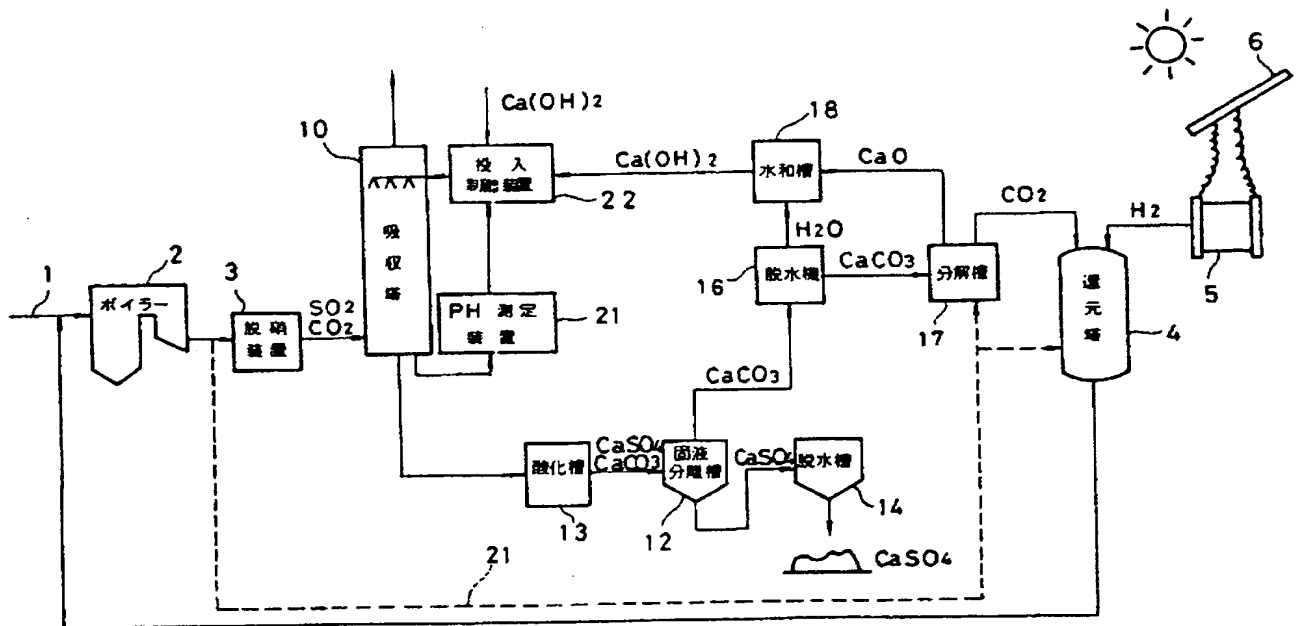 6
Ca(OH)2
18
10
投入
制御装置
Ca(OH)2
水和槽
CaO
22
CO2
H2
2
H2O
1
ボイラー
3
吸収塔
16
脱水機
CaCO3
分解槽
5
脱硝
装置
SO2
CO2
PH測定
装置
21
17
還元塔
4
CaCO3
酸化槽
CaSO4
CaCO3
固液
分離槽
CaSO4
脱水槽
13
12
14
21
CaSO4